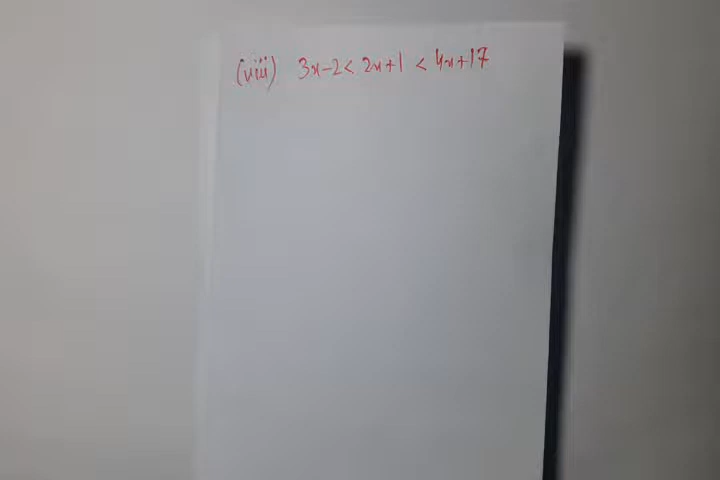 (viii) 3x-2 < 2x+1 < 4x+17